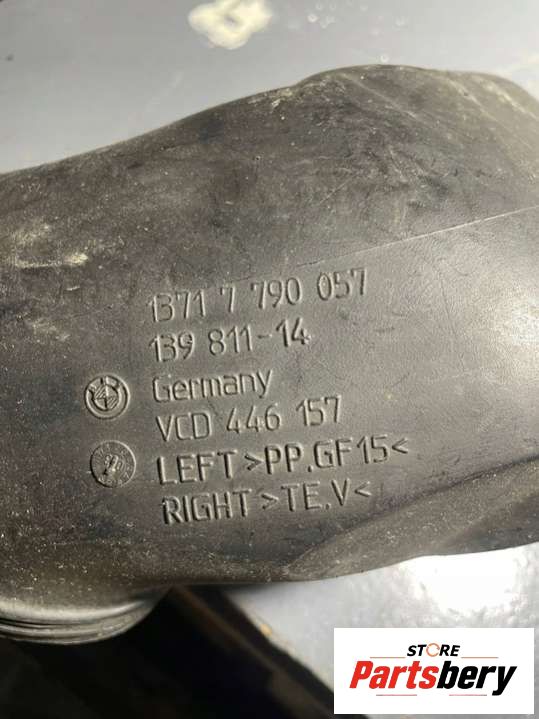 1371 7 790 057
139 811-14
Germany
VCD 446 157
LEFT >PP.GF15<
RIGHT >TE.V<
STORE
Partsbery